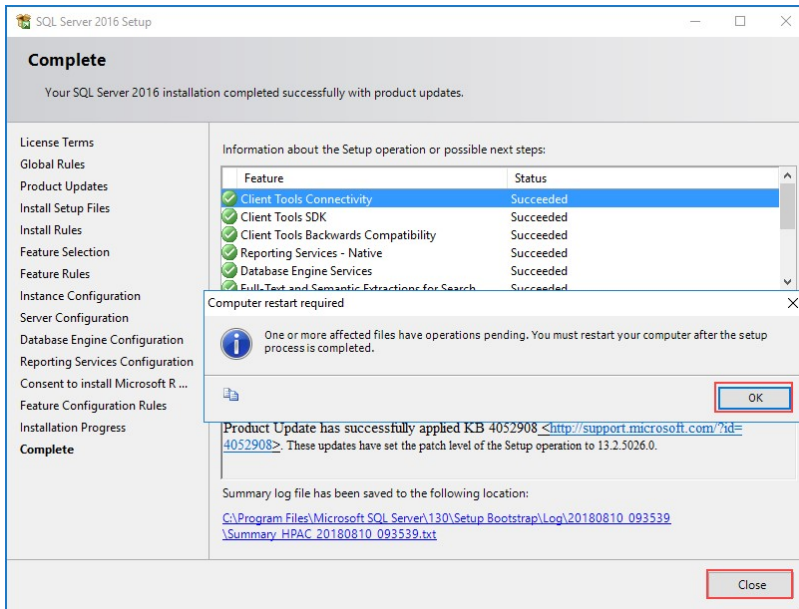 SQL Server 2016 Setup
Complete
Your SQL Server 2016 installation completed successfully with product updates.
License Terms
Global Rules
Product Updates
Install Setup Files
Install Rules
Feature Selection
Feature Rules
Instance Configuration
Server Configuration
Database Engine Configuration
Reporting Services Configuration
Consent to install Microsoft R ...
Feature Configuration Rules
Installation Progress
Complete
Information about the Setup operation or possible next steps:
Feature Status
Client Tools Connectivity Succeeded
Client Tools SDK Succeeded
Client Tools Backwards Compatibility Succeeded
Reporting Services - Native Succeeded
Database Engine Services Succeeded
Full-Text and Semantic Extractions for Search Succeeded
Computer restart required
One or more affected files have operations pending. You must restart your computer after the setup
process is completed.
OK
Product Update has successfully applied KB 4052908 <http://support.microsoft.com/?id=
4052908>. These updates have set the patch level of the Setup operation to 13.2.5026.0.
Summary log file has been saved to the following location:
C:\Program Files\Microsoft SQL Server\130\Setup Bootstrap\Log\20180810_093539
\Summary_HPAC_20180810_093539.txt
Close